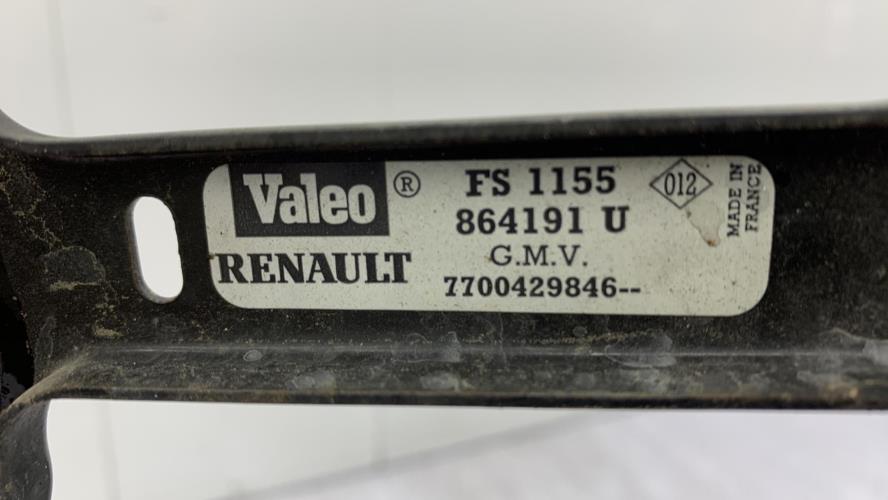 Valeo ® FS 1155 012
864191 U
RENAULT G.M.V.
7700429846--
MADE IN
FRANCE